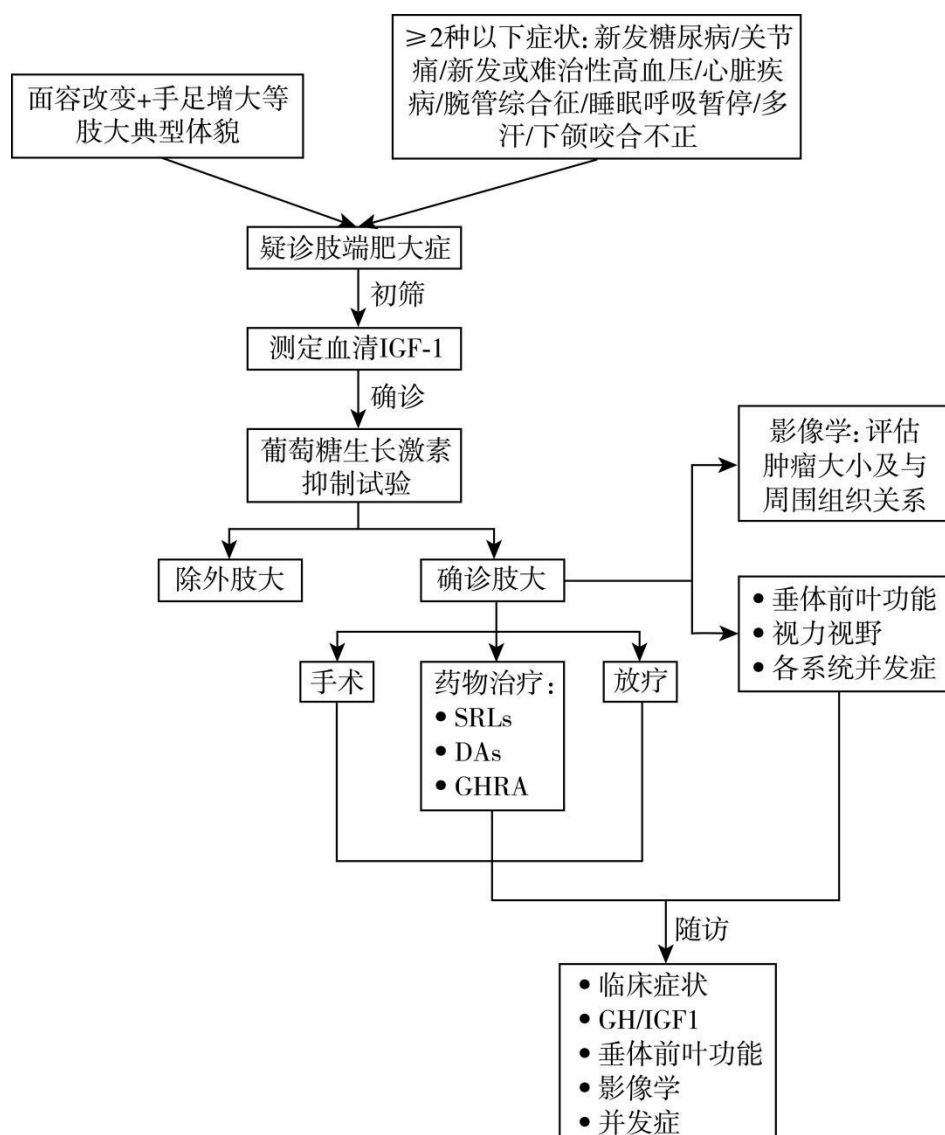 ≥2种以下症状:新发糖尿病/关节
痛/新发或难治性高血压/心脏疾
病/腕管综合征/睡眠呼吸暂停/多
汗/下颌咬合不正
面容改变+手足增大等
肢大典型体貌
疑诊肢端肥大症
初筛
测定血清IGF-1
确诊
葡萄糖生长激素
抑制试验
影像学:评估
肿瘤大小及与
周围组织关系
除外肢大
确诊肢大
• 垂体前叶功能
• 视力视野
• 各系统并发症
手术
药物治疗:
• SRLs
• DAs
• GHRA
放疗
随访
• 临床症状
• GH/IGF1
• 垂体前叶功能
• 影像学
• 并发症